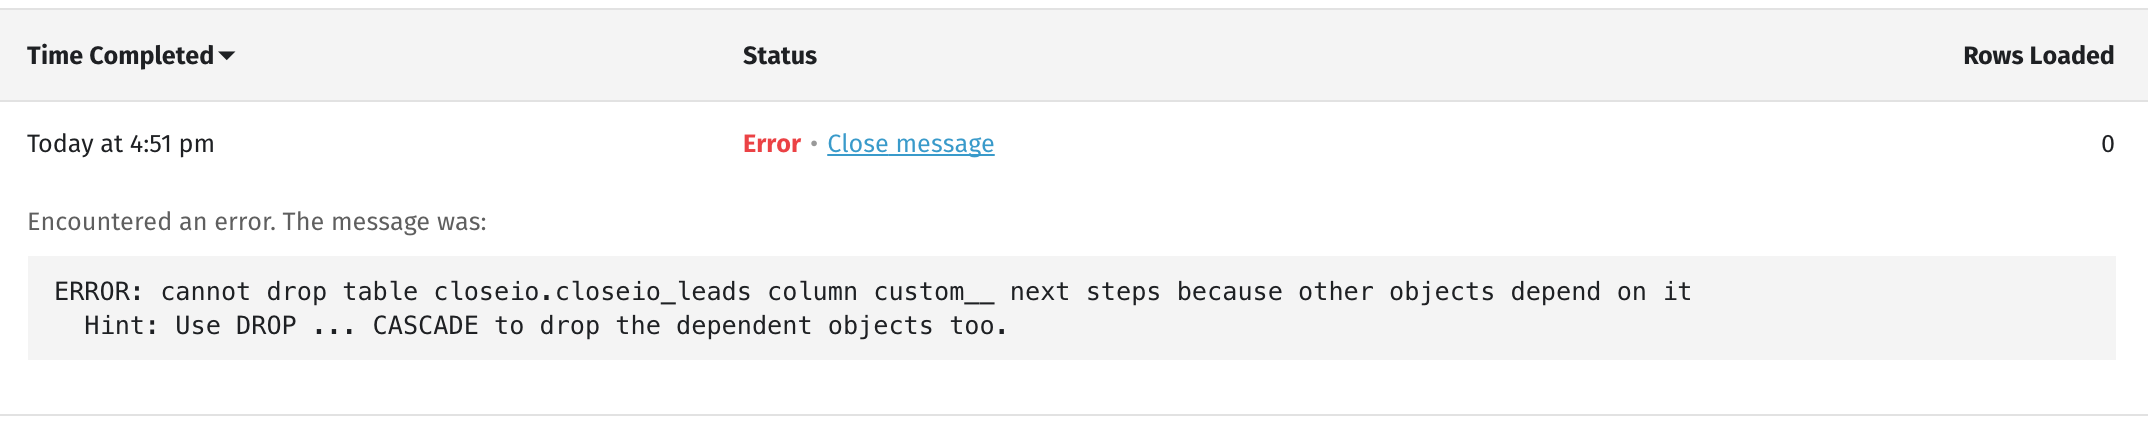 Time Completed Status Rows Loaded
Today at 4:51 pm Error • Close message 0
Encountered an error. The message was:
ERROR: cannot drop table closeio.closeio_leads column custom__ next steps because other objects depend on it
Hint: Use DROP ... CASCADE to drop the dependent objects too.